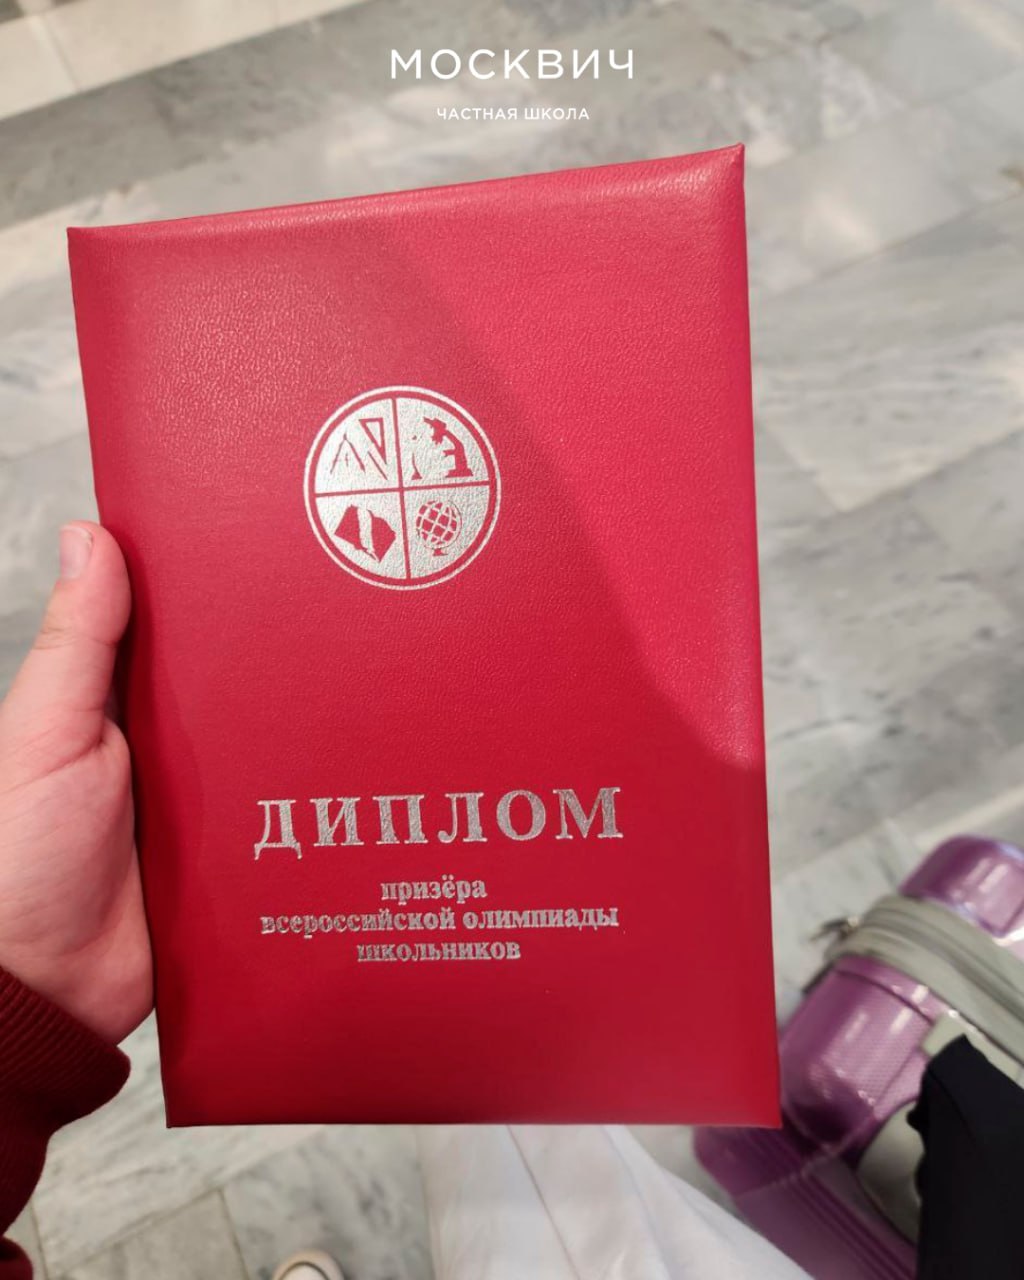 МОСКВИЧ
ЧАСТНАЯ ШКОЛА
ДИПЛОМ
призёра
всероссийской олимпиады
школьников